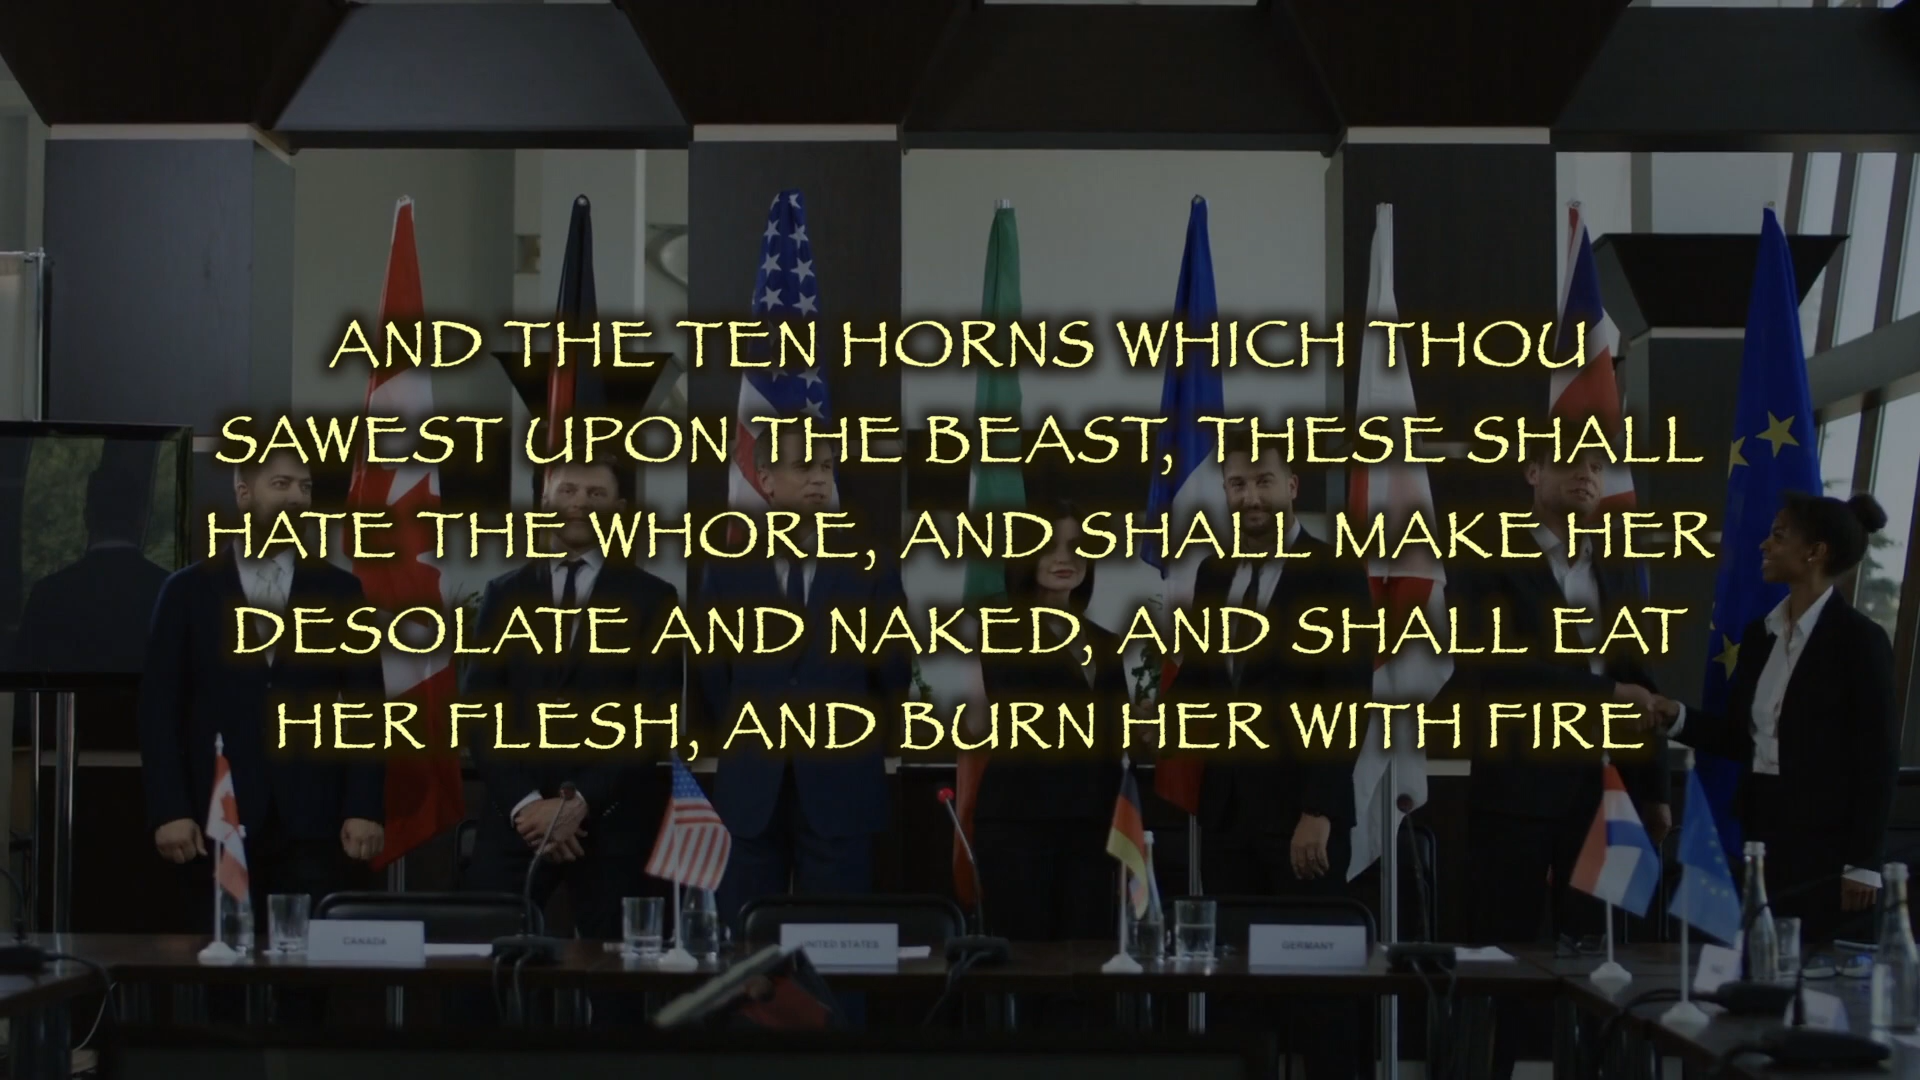 AND THE TEN HORNS WHICH THOU
SAWEST UPON THE BEAST, THESE SHALL
HATE THE WHORE, AND SHALL MAKE HER
DESOLATE AND NAKED, AND SHALL EAT
HER FLESH, AND BURN HER WITH FIRE
CANADA
UNITED STATES
GERMANY